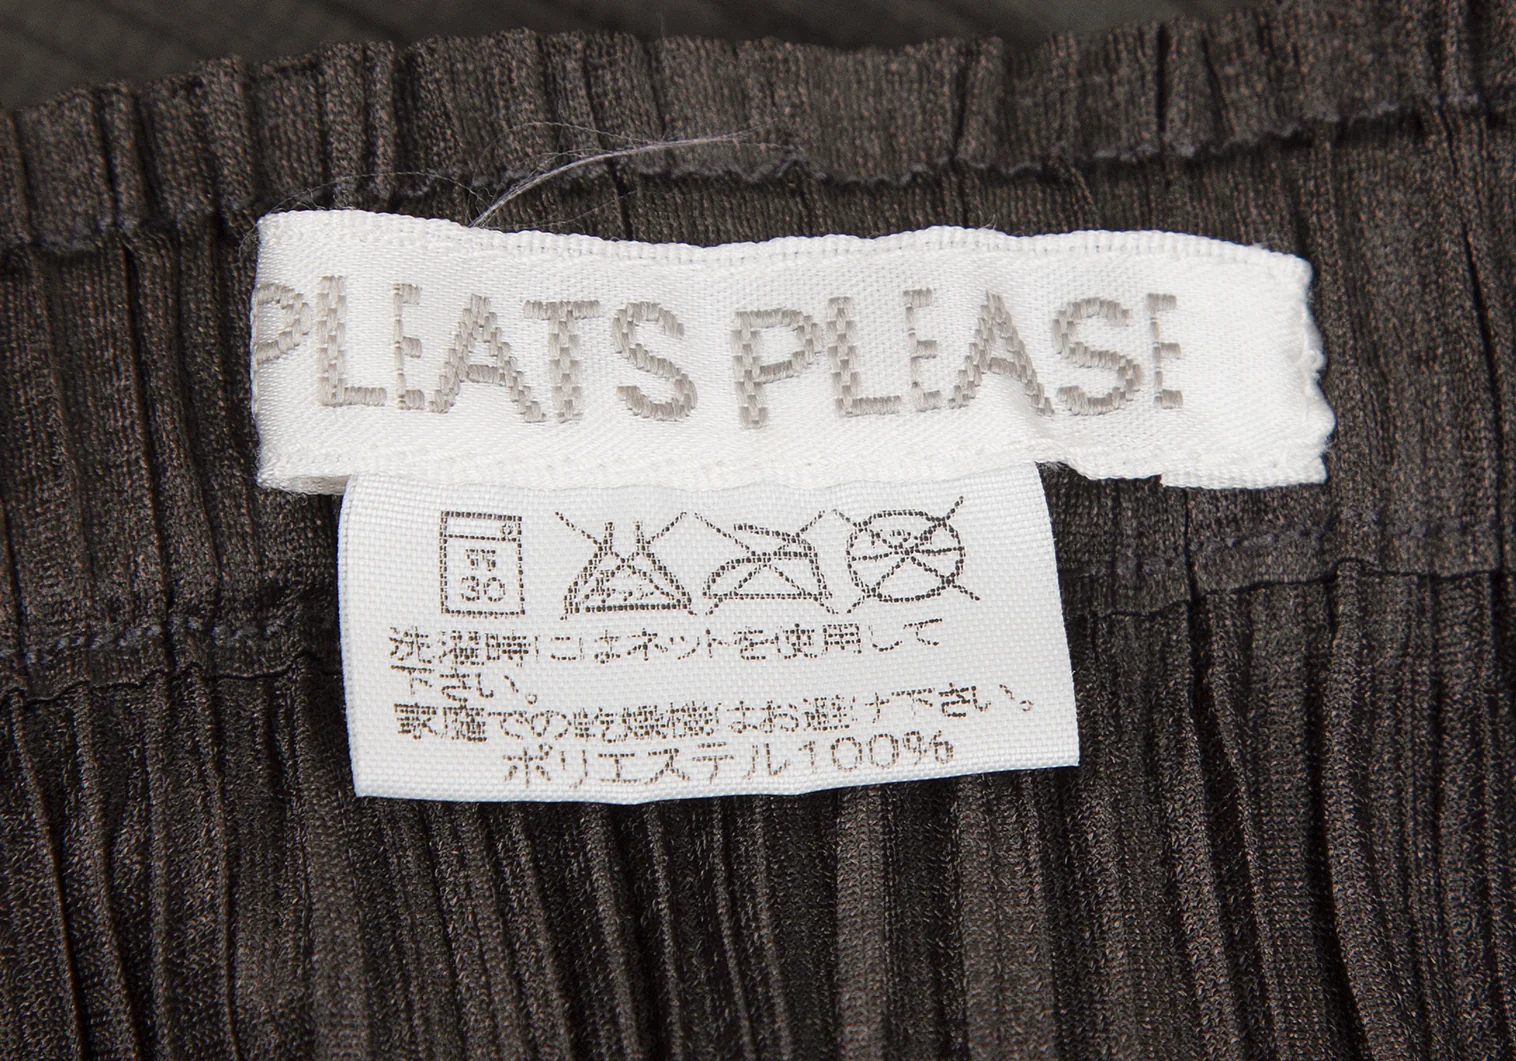 PLEATS PLEASE
弱
30
洗濯時にはネットを使用して
下さい。
家庭での乾燥機はお避け下さい。
ポリエステル100%